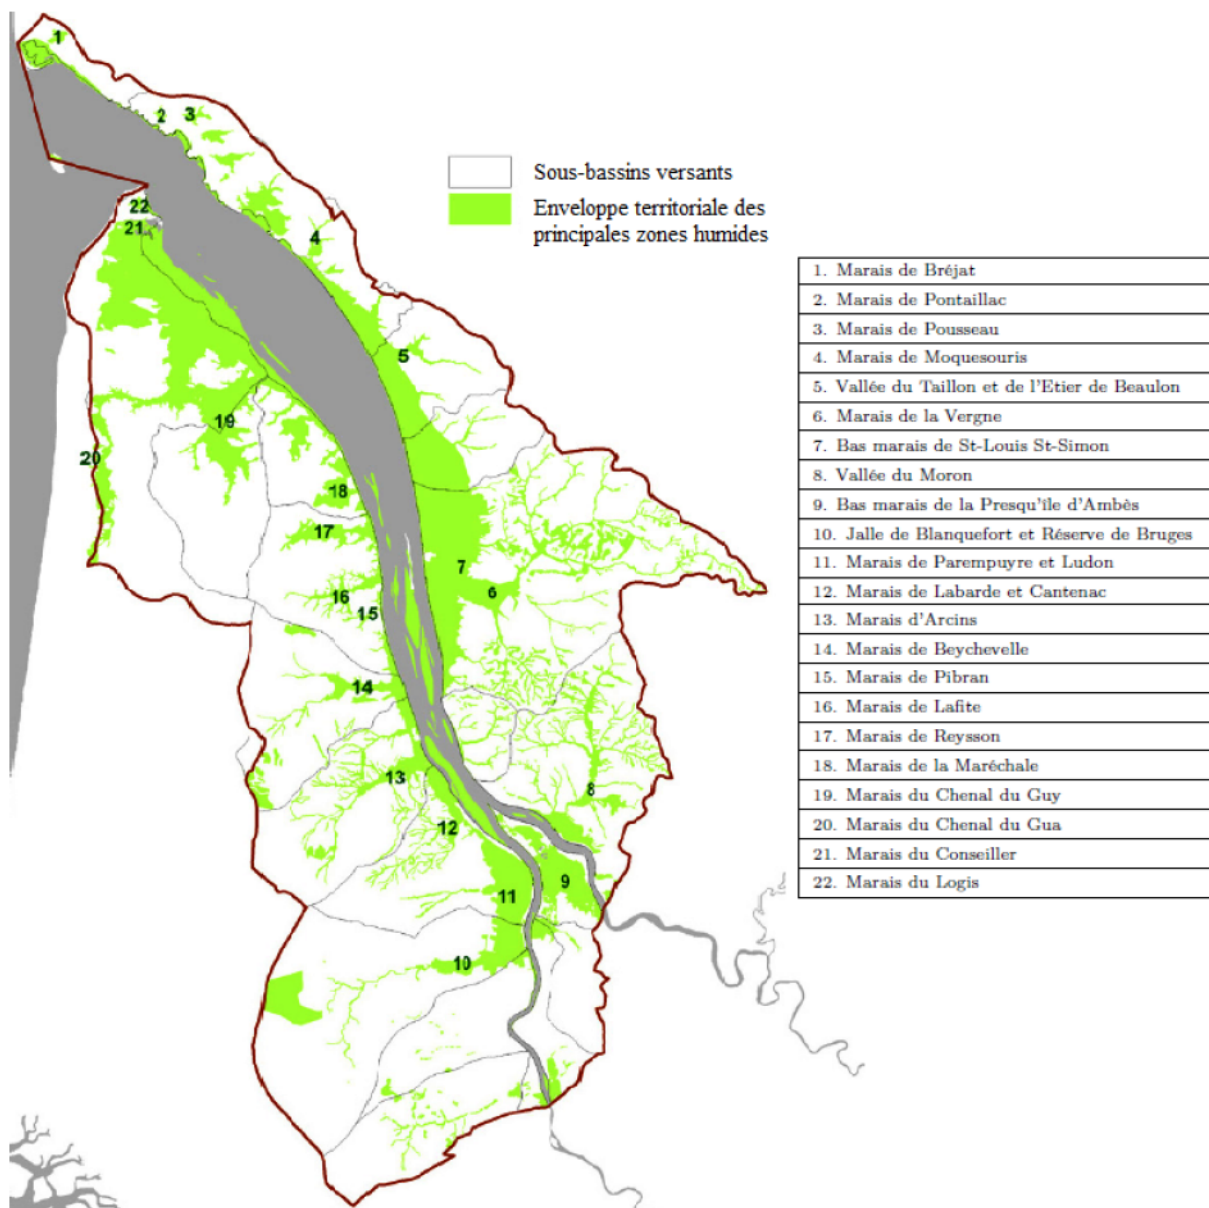 1
2
3
Sous-bassins versants
Enveloppe territoriale des
principales zones humides
22
21
4
5
19
20
18
17
7
6
16
15
14
13
8
12
11
9
10
1. Marais de Bréjat
2. Marais de Pontaillac
3. Marais de Pousseau
4. Marais de Moquesouris
5. Vallée du Taillon et de l'Etier de Beaulon
6. Marais de la Vergne
7. Bas marais de St-Louis St-Simon
8. Vallée du Moron
9. Bas marais de la Presqu'île d'Ambès
10. Jalle de Blanquefort et Réserve de Bruges
11. Marais de Parempuyre et Ludon
12. Marais de Labarde et Cantenac
13. Marais d'Arcins
14. Marais de Beychevelle
15. Marais de Pibran
16. Marais de Lafite
17. Marais de Reysson
18. Marais de la Maréchale
19. Marais du Chenal du Guy
20. Marais du Chenal du Gua
21. Marais du Conseiller
22. Marais du Logis